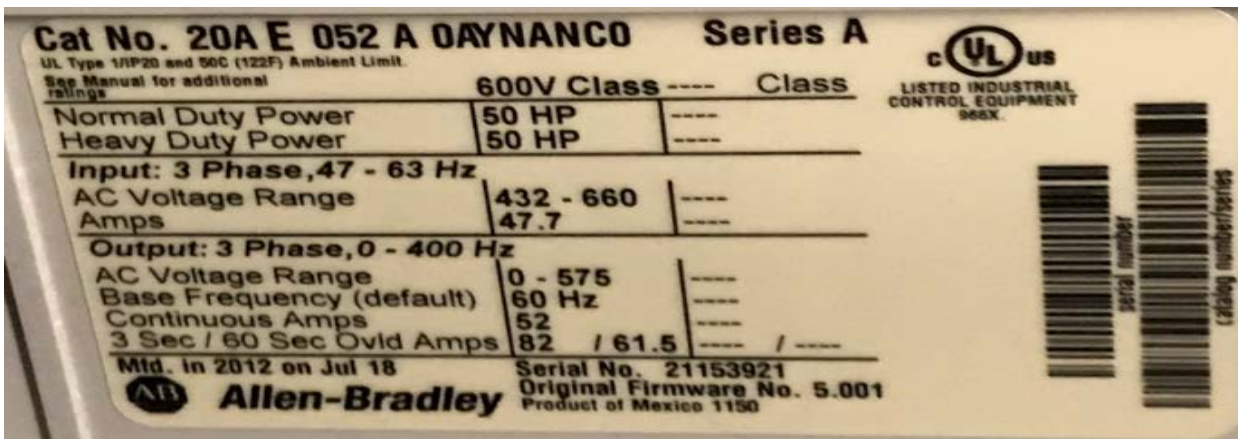 Cat No. 20A E 052 A 0AYNANC0 Series A
UL Type 1/IP20 and 50C (122F) Ambient Limit.
See Manual for additional
ratings
600V Class ---- Class
Normal Duty Power 50 HP ----
Heavy Duty Power 50 HP ----
Input: 3 Phase,47 - 63 Hz
AC Voltage Range 432 - 660 ----
Amps 47.7 ----
Output: 3 Phase,0 - 400 Hz
AC Voltage Range 0 - 575 ----
Base Frequency (default) 60 Hz ----
Continuous Amps 52 ----
3 Sec / 60 Sec Ovld Amps 82 / 61.5 ---- / ----
Mfd. in 2012 on Jul 18 Serial No. 21153921
Original Firmware No. 5.001
AB Allen-Bradley Product of Mexico 1150
C UL US
LISTED INDUSTRIAL
CONTROL EQUIPMENT
966X.
serial number
catalog number/series